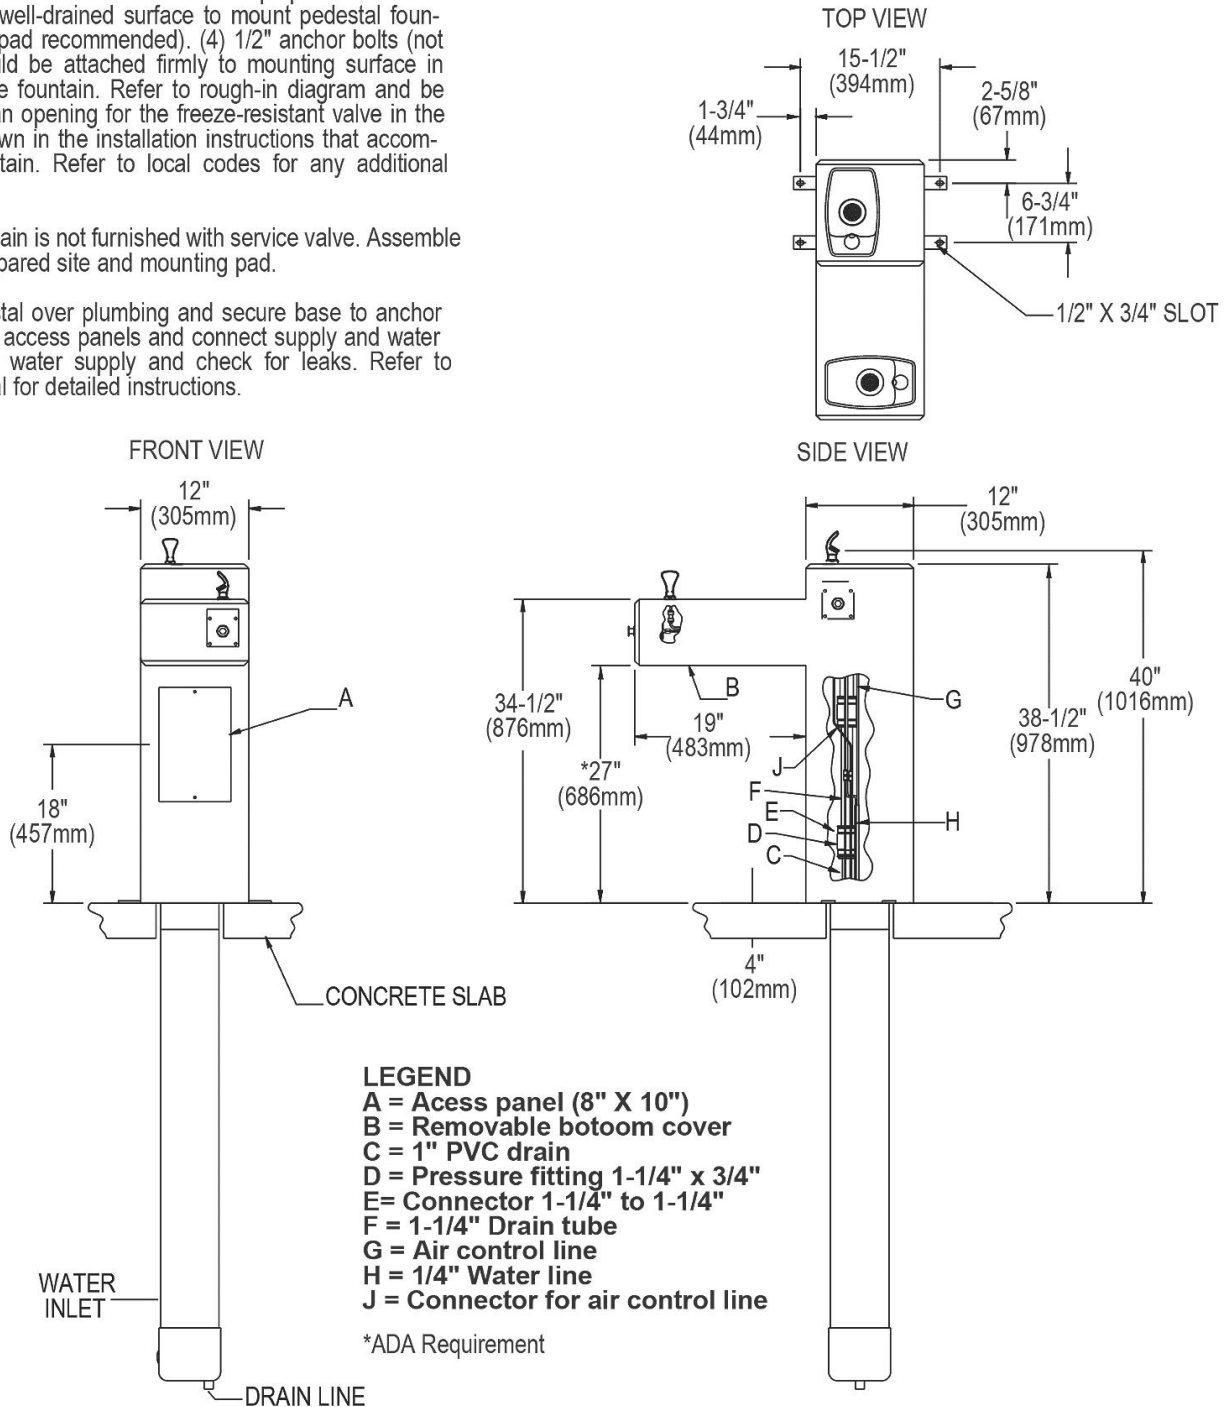 well-drained surface to mount pedestal foun-
pad recommended). (4) 1/2" anchor bolts (not
ld be attached firmly to mounting surface in
e fountain. Refer to rough-in diagram and be
an opening for the freeze-resistant valve in the
wn in the installation instructions that accom-
tain. Refer to local codes for any additional
ain is not furnished with service valve. Assemble
pared site and mounting pad.
stal over plumbing and secure base to anchor
access panels and connect supply and water
water supply and check for leaks. Refer to
al for detailed instructions.
TOP VIEW
15-1/2"
(394mm)
2-5/8"
(67mm)
1-3/4"
(44mm)
6-3/4"
(171mm)
1/2" X 3/4" SLOT
FRONT VIEW
12"
(305mm)
A
18"
(457mm)
CONCRETE SLAB
WATER
INLET
DRAIN LINE
SIDE VIEW
12"
(305mm)
B
34-1/2"
(876mm)
19"
(483mm)
*27"
(686mm)
G
40"
(1016mm)
38-1/2"
(978mm)
J
F
E
D
C
H
4"
(102mm)
LEGEND
A = Acess panel (8" X 10")
B = Removable botoom cover
C = 1" PVC drain
D = Pressure fitting 1-1/4" x 3/4"
E= Connector 1-1/4" to 1-1/4"
F = 1-1/4" Drain tube
G = Air control line
H = 1/4" Water line
J = Connector for air control line
*ADA Requirement